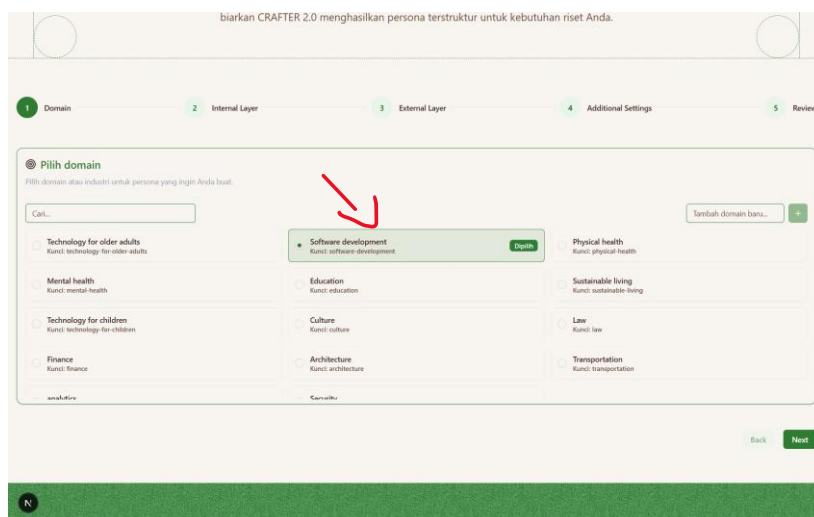 biarkan CRAFTER 2.0 menghasilkan persona terstruktur untuk kebutuhan riset Anda.
1 Domain
2 Internal Layer
3 External Layer
4 Additional Settings
5 Review
Pilih domain
Pilih domain atau industri untuk persona yang ingin Anda buat.
Cari...
Tambah domain baru...
+
Technology for older adults
Kunci: technology-for-older-adults
Software development
Kunci: software-development
Dipilih
Physical health
Kunci: physical-health
Mental health
Kunci: mental-health
Education
Kunci: education
Sustainable living
Kunci: sustainable-living
Technology for children
Kunci: technology-for-children
Culture
Kunci: culture
Law
Kunci: law
Finance
Kunci: finance
Architecture
Kunci: architecture
Transportation
Kunci: transportation
analytics
Security
Back
Next
N